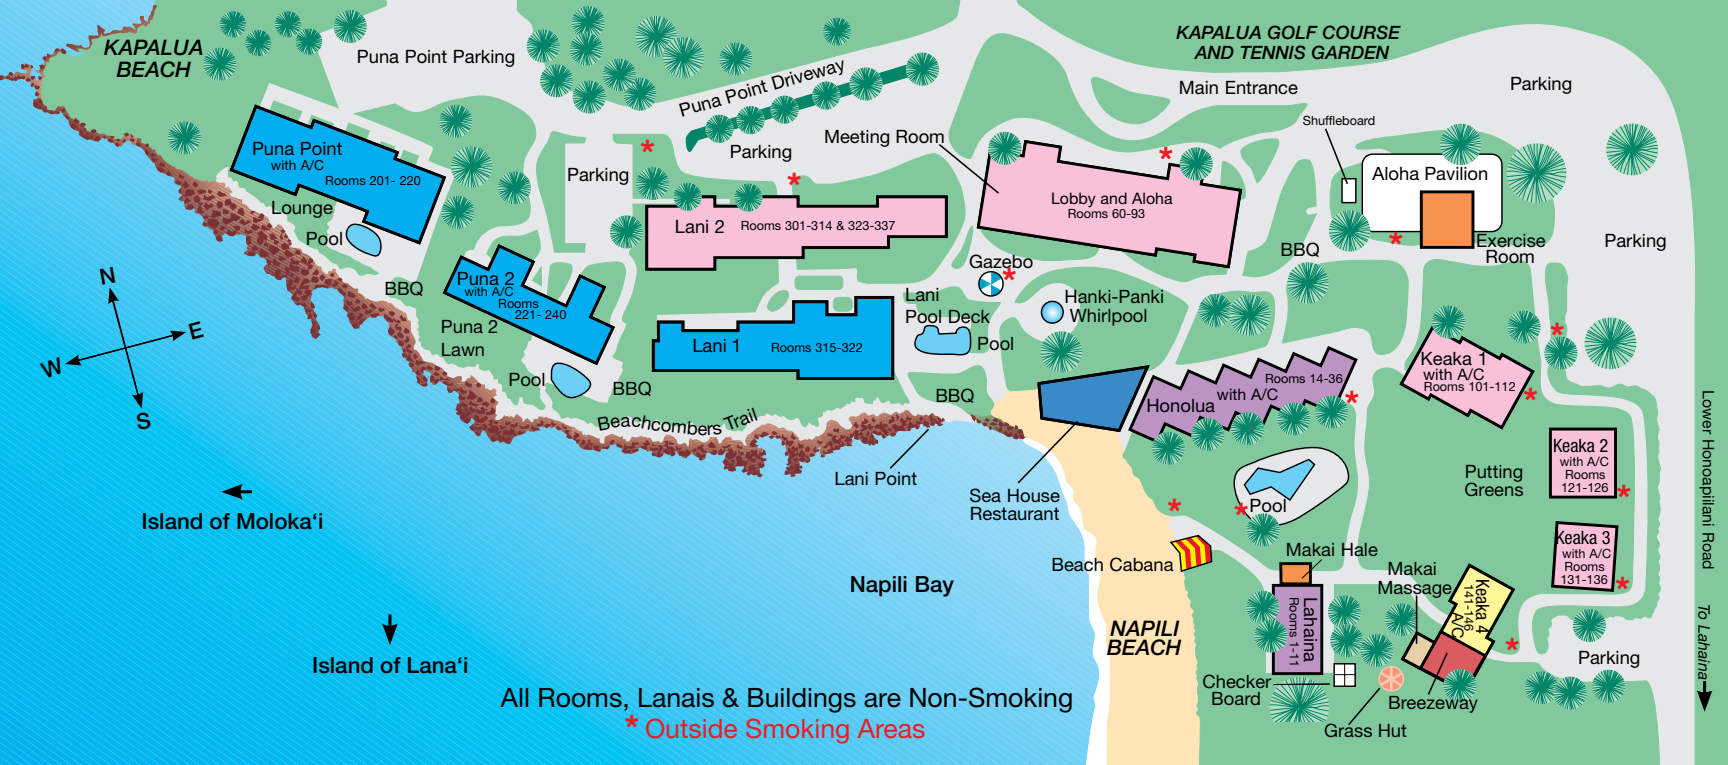 KAPALUA
BEACH
Puna Point Parking
Puna Point Driveway
KAPALUA GOLF COURSE
AND TENNIS GARDEN
Main Entrance
Parking
Meeting Room
Parking
Parking
Shuffleboard
Aloha Pavilion
Exercise
Room
Parking
BBQ
Puna Point
with A/C
Rooms 201- 220
Lounge
Pool
BBQ
Lani 2
Rooms 301-314 & 323-337
Lobby and Aloha
Rooms 60-93
Gazebo
Hanki-Panki
Whirlpool
Lani
Pool Deck
Pool
Puna 2
with A/C
Rooms
221- 240
Puna 2
Lawn
Pool
BBQ
Lani 1
Rooms 315-322
BBQ
Beachcombers Trail
Lani Point
Sea House
Restaurant
Honolua
with A/C
Rooms 14-36
Keaka 1
with A/C
Rooms 101-112
Keaka 2
with A/C
Rooms
121-126
Putting
Greens
Keaka 3
with A/C
Rooms
131-136
Pool
Beach Cabana
Makai Hale
Makai
Massage
Keaka 4
141-146
A/C
Lahaina
Rooms 1-11
Checker
Board
Breezeway
Grass Hut
Parking
Lower Honoapiilani Road
To Lahaina
N
E
W
S
Island of Moloka‘i
Island of Lana‘i
Napili Bay
NAPILI
BEACH
All Rooms, Lanais & Buildings are Non-Smoking
* Outside Smoking Areas